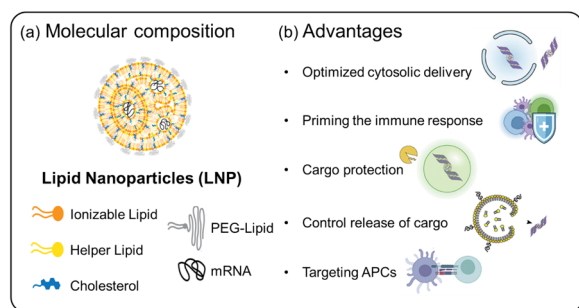 (a) Molecular composition
Lipid Nanoparticles (LNP)
Ionizable Lipid
Helper Lipid
Cholesterol
PEG-Lipid
mRNA
(b) Advantages
• Optimized cytosolic delivery
• Priming the immune response
• Cargo protection
• Control release of cargo
• Targeting APCs